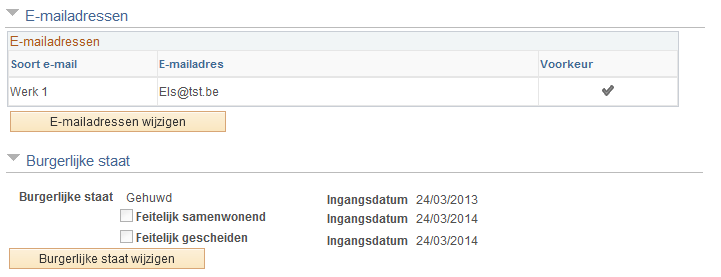 E-mailadressen
E-mailadressen
Soort e-mail E-mailadres Voorkeur
Werk 1 Els@tst.be
E-mailadressen wijzigen
Burgerlijke staat
Burgerlijke staat Gehuwd Ingangsdatum 24/03/2013
Feitelijk samenwonend Ingangsdatum 24/03/2014
Feitelijk gescheiden Ingangsdatum 24/03/2014
Burgerlijke staat wijzigen